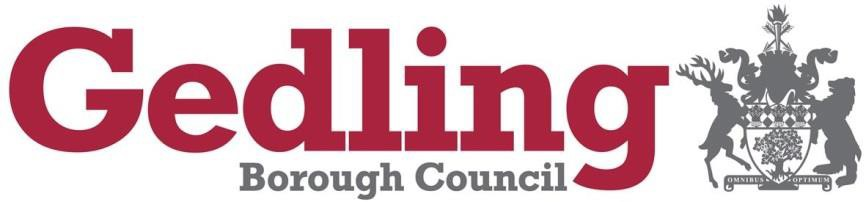 Gedling
Borough Council
OMNIBUS OPTIMUM